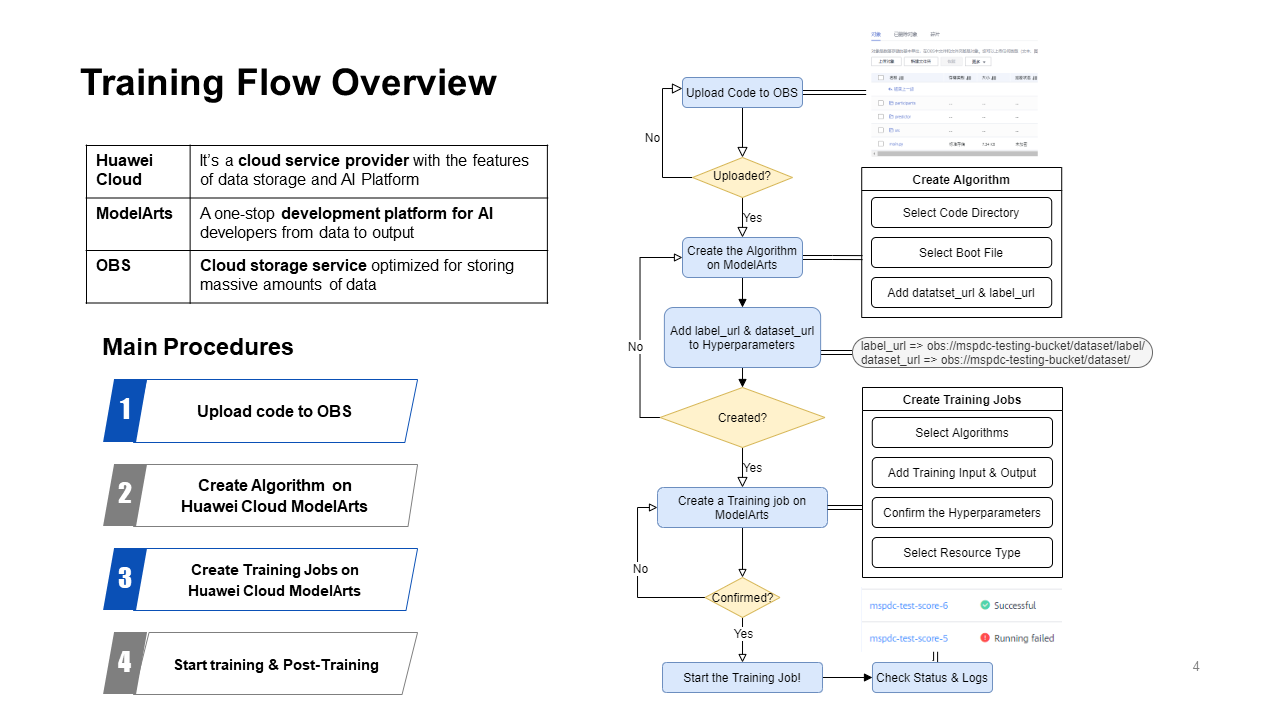 Training Flow Overview
Huawei
Cloud
It's a cloud service provider with the features
of data storage and AI Platform
ModelArts
A one-stop development platform for AI
developers from data to output
OBS
Cloud storage service optimized for storing
massive amounts of data
Main Procedures
1
Upload code to OBS
2
Create Algorithm on
Huawei Cloud ModelArts
3
Create Training Jobs on
Huawei Cloud ModelArts
4
Start training & Post-Training
Upload Code to OBS
No
Uploaded?
Yes
Create the Algorithm
on ModelArts
Add label_url & dataset_url
to Hyperparameters
No
Created?
Yes
Create a Training job on
ModelArts
No
Confirmed?
Yes
Start the Training Job!
Check Status & Logs
Create Algorithm
Select Code Directory
Select Boot File
Add datatset_url & label_url
label_url => obs://mspdc-testing-bucket/dataset/label/
dataset_url => obs://mspdc-testing-bucket/dataset/
Create Training Jobs
Select Algorithms
Add Training Input & Output
Confirm the Hyperparameters
Select Resource Type
mspdc-test-score-6
Successful
mspdc-test-score-5
Running failed
4